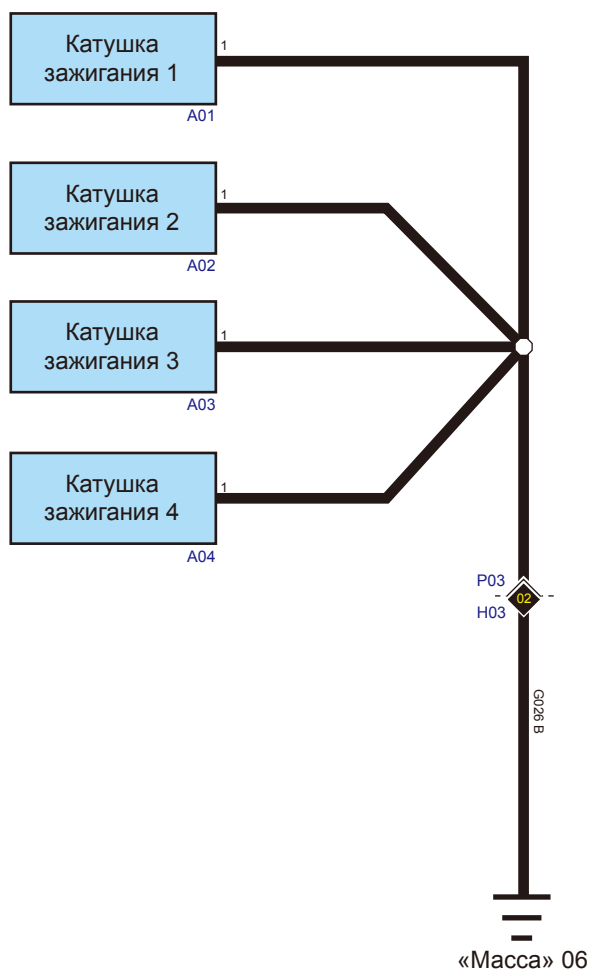 Катушка
зажигания 1
1
A01
Катушка
зажигания 2
1
A02
Катушка
зажигания 3
1
A03
Катушка
зажигания 4
1
A04
P03
02
H03
G026 B
«Масса» 06